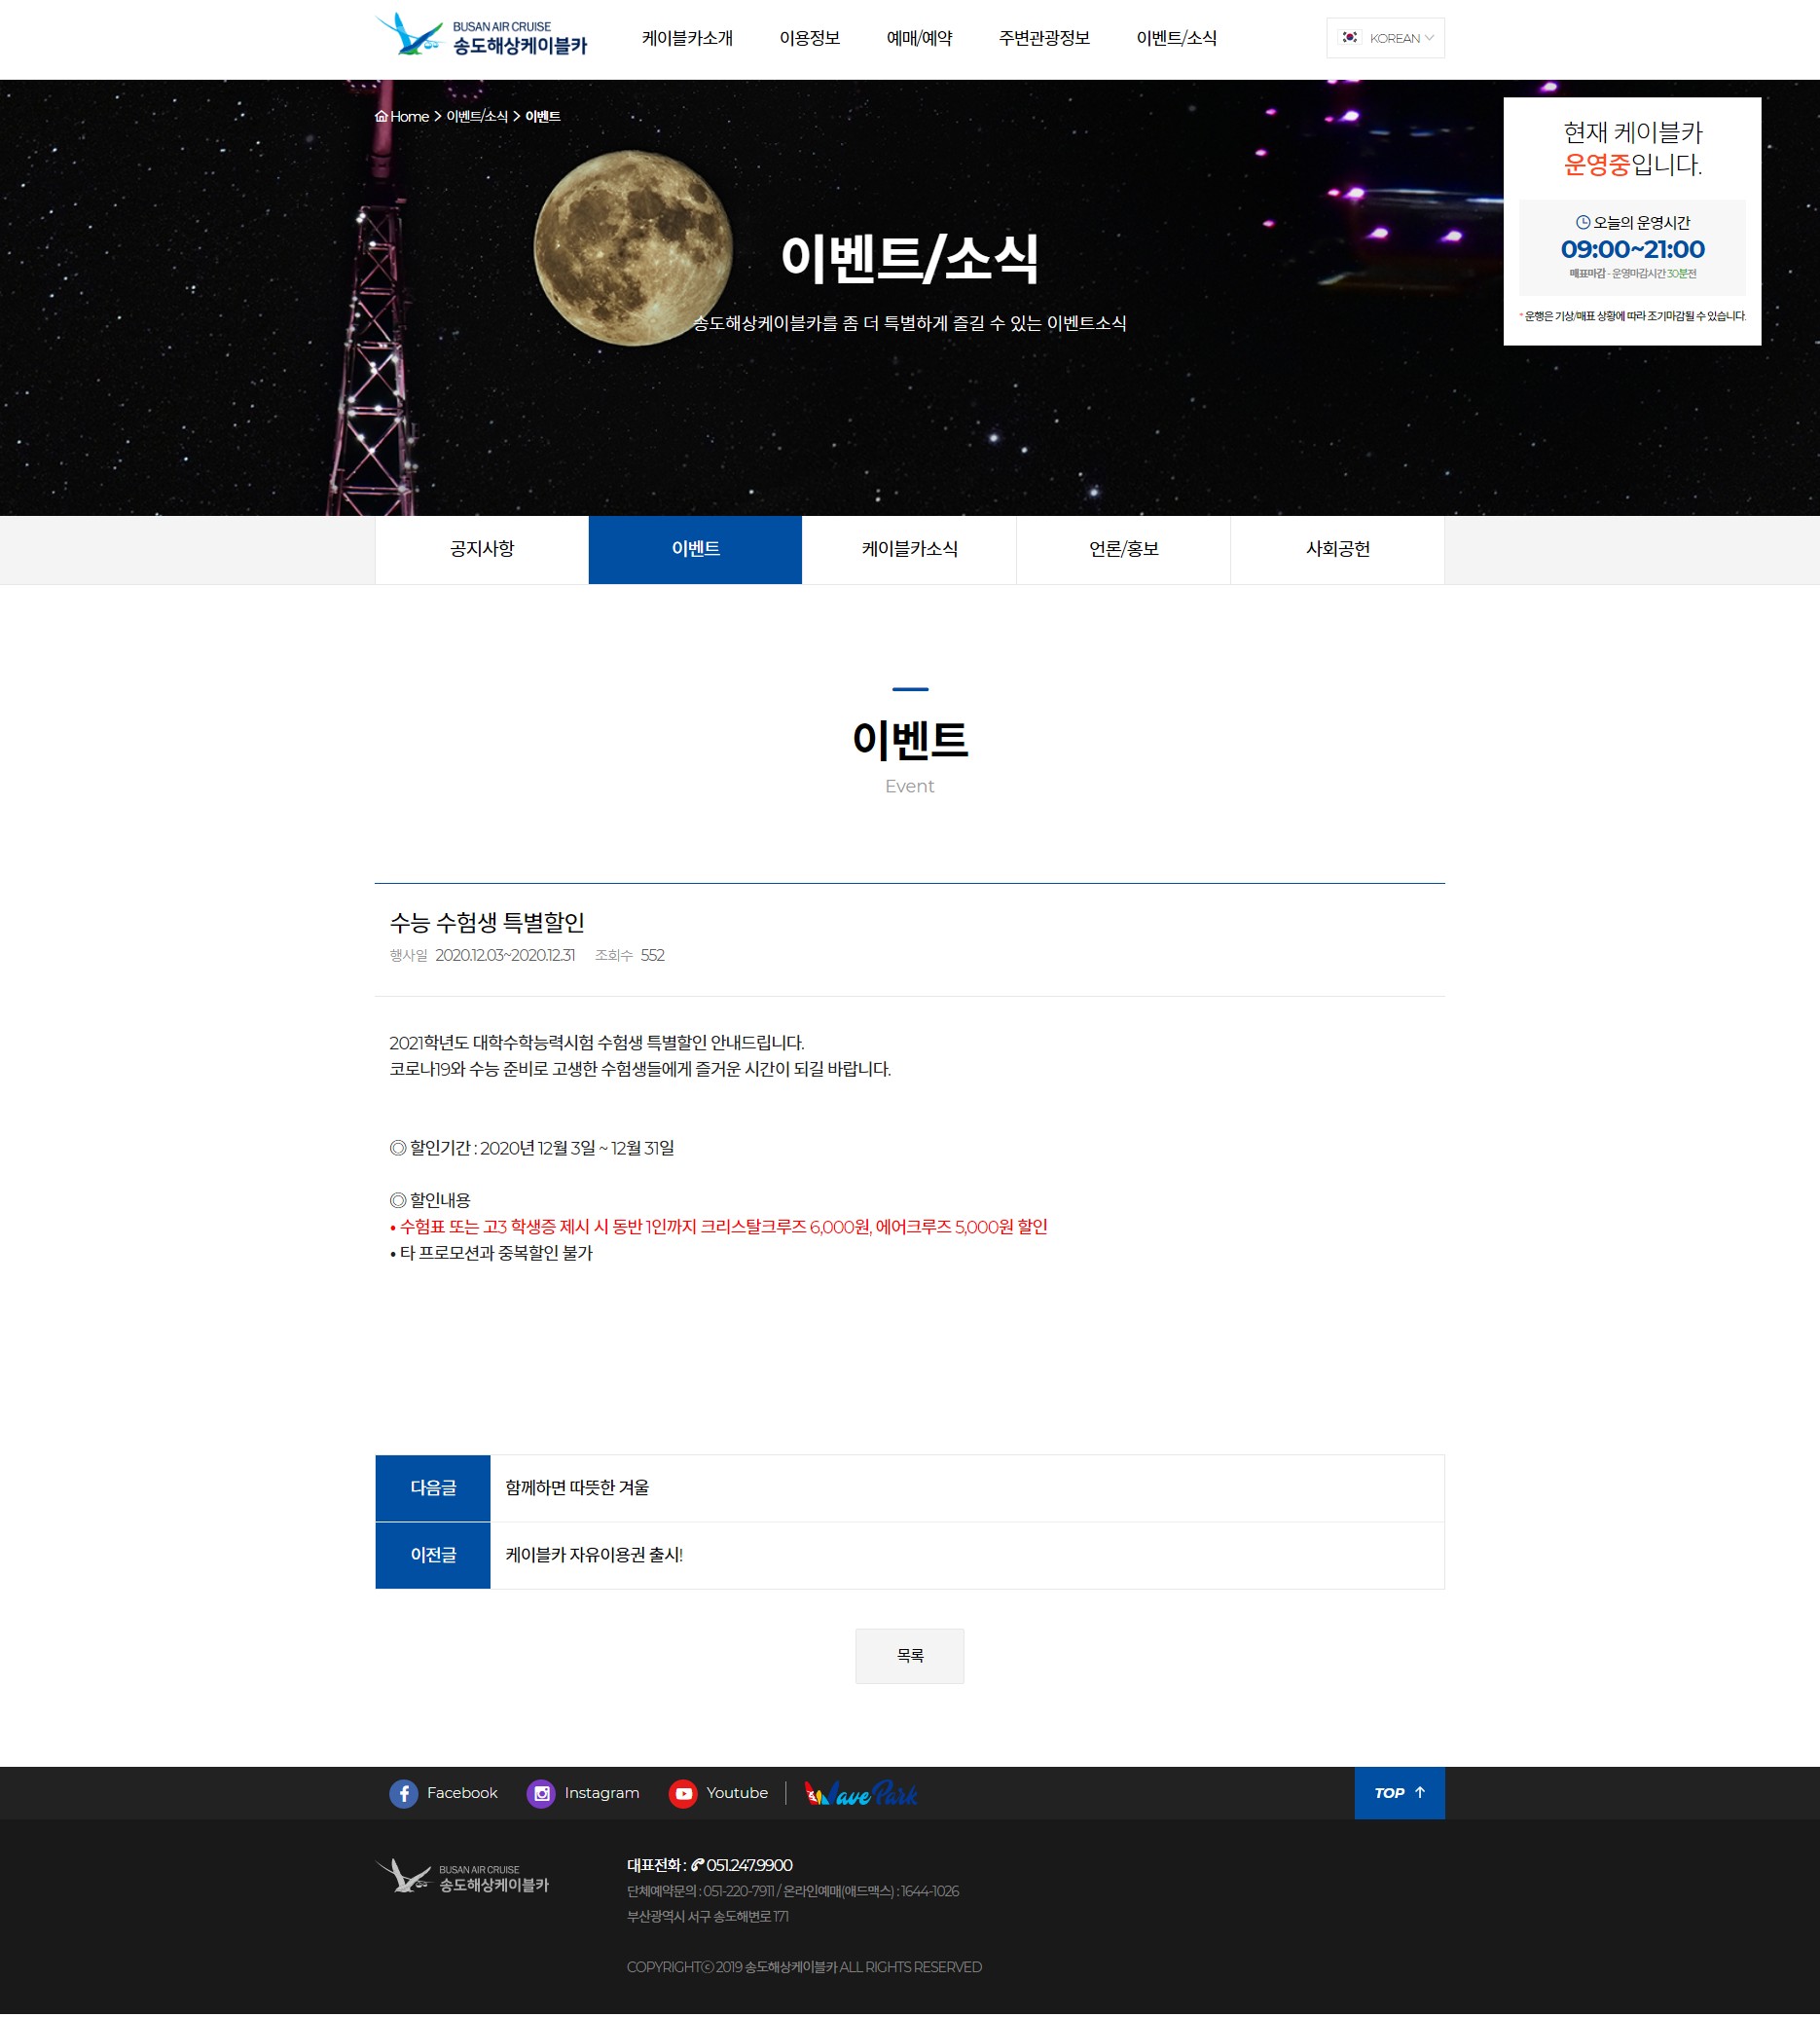 BUSAN AIR CRUISE
송도해상케이블카
케이블카소개
이용정보
예매/예약
주변관광정보
이벤트/소식
KOREAN
Home > 이벤트/소식 > 이벤트
현재 케이블카
운영중입니다.
오늘의 운영시간
09:00~21:00
매표마감 - 운영마감시간 30분전
* 운행은 기상/매표 상황에 따라 조기마감될 수 있습니다.
이벤트/소식
송도해상케이블카를 좀 더 특별하게 즐길 수 있는 이벤트소식
공지사항
이벤트
케이블카소식
언론/홍보
사회공헌
이벤트
Event
수능 수험생 특별할인
행사일 2020.12.03~2020.12.31 조회수 552
2021학년도 대학수학능력시험 수험생 특별할인 안내드립니다.
코로나19와 수능 준비로 고생한 수험생들에게 즐거운 시간이 되길 바랍니다.
◎ 할인기간 : 2020년 12월 3일 ~ 12월 31일
◎ 할인내용
• 수험표 또는 고3 학생증 제시 시 동반 1인까지 크리스탈크루즈 6,000원, 에어크루즈 5,000원 할인
• 타 프로모션과 중복할인 불가
다음글 함께하면 따뜻한 겨울
이전글 케이블카 자유이용권 출시!
목록
Facebook
Instagram
Youtube
Wave Park
TOP ↑
BUSAN AIR CRUISE
송도해상케이블카
대표전화 : 051.247.9900
단체예약문의 : 051-220-7911 / 온라인예매(애드맥스) : 1644-1026
부산광역시 서구 송도해변로 171
COPYRIGHTⓒ 2019 송도해상케이블카 ALL RIGHTS RESERVED